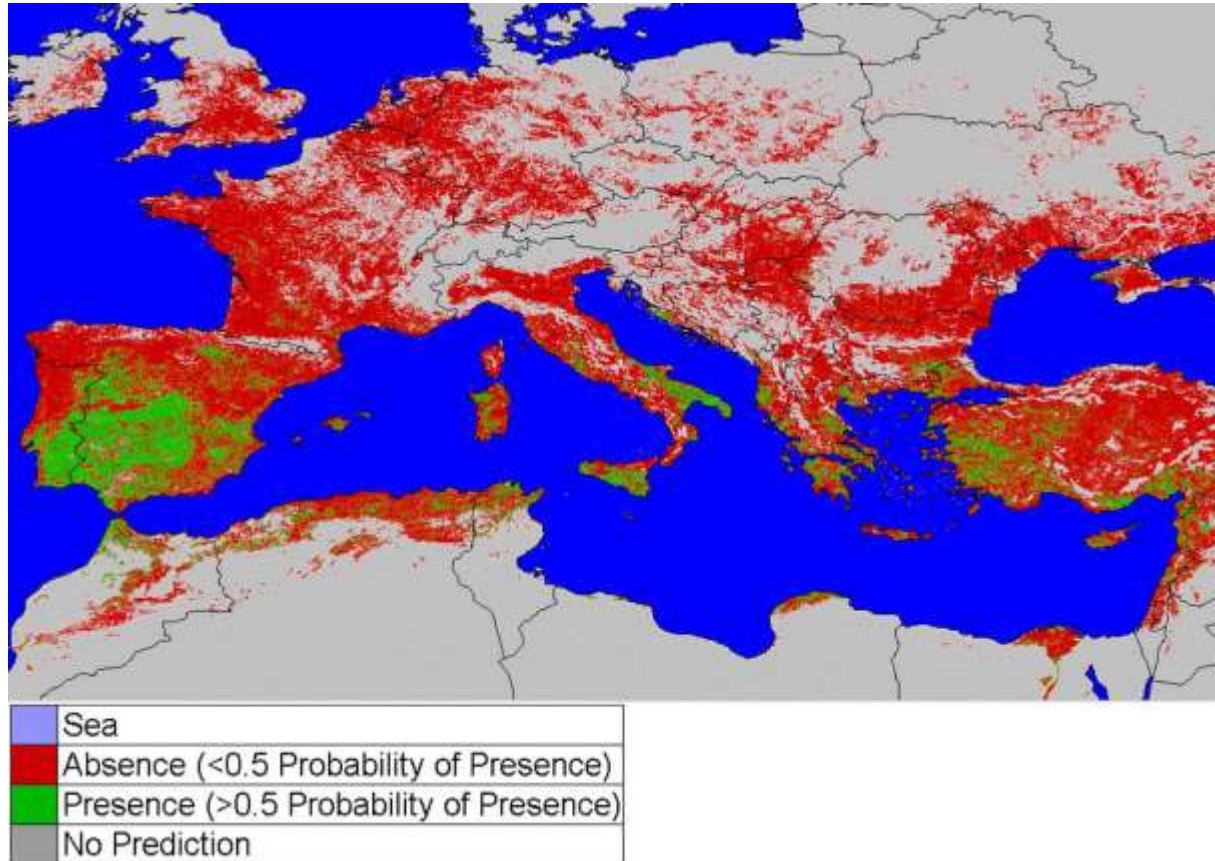 Sea
Absence (<0.5 Probability of Presence)
Presence (>0.5 Probability of Presence)
No Prediction